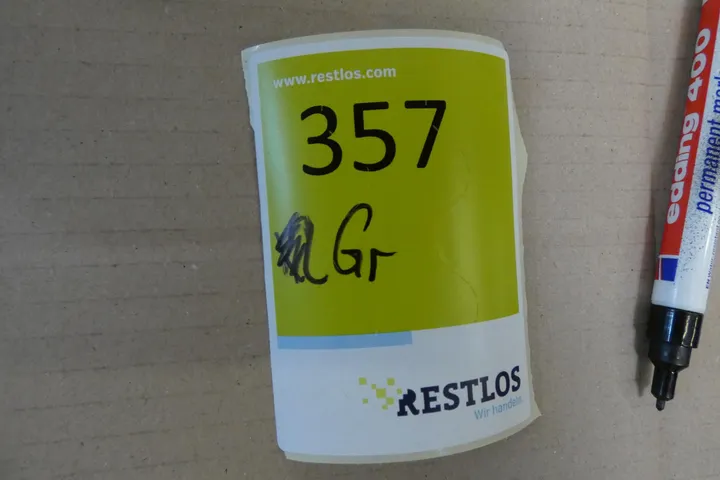 www.restlos.com
357
Gr
RESTLOS
Wir handeln
edding 400
permanent